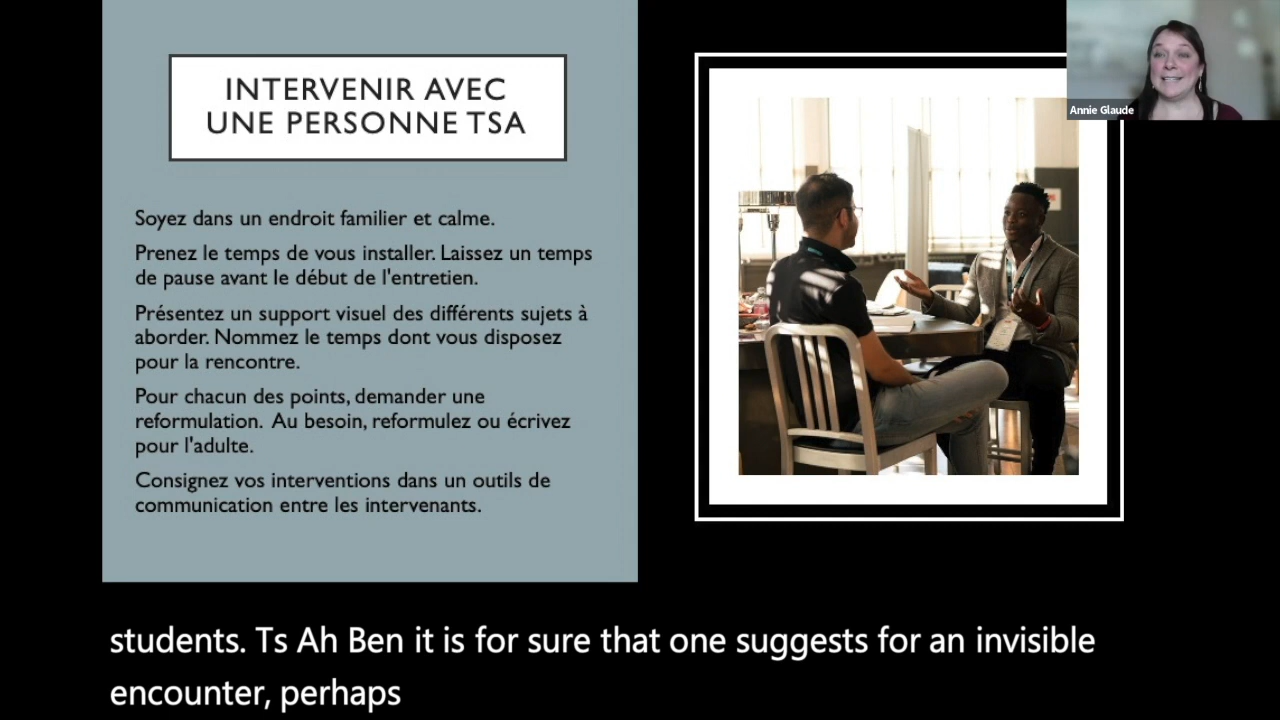 INTERVENIR AVEC
UNE PERSONNE TSA
Annie Glaude
Soyez dans un endroit familier et calme.
Prenez le temps de vous installer. Laissez un temps
de pause avant le début de l'entretien.
Présentez un support visuel des différents sujets à
aborder. Nommez le temps dont vous disposez
pour la rencontre.
Pour chacun des points, demander une
reformulation. Au besoin, reformulez ou écrivez
pour l'adulte.
Consignez vos interventions dans un outils de
communication entre les intervenants.
students. Ts Ah Ben it is for sure that one suggests for an invisible
encounter, perhaps